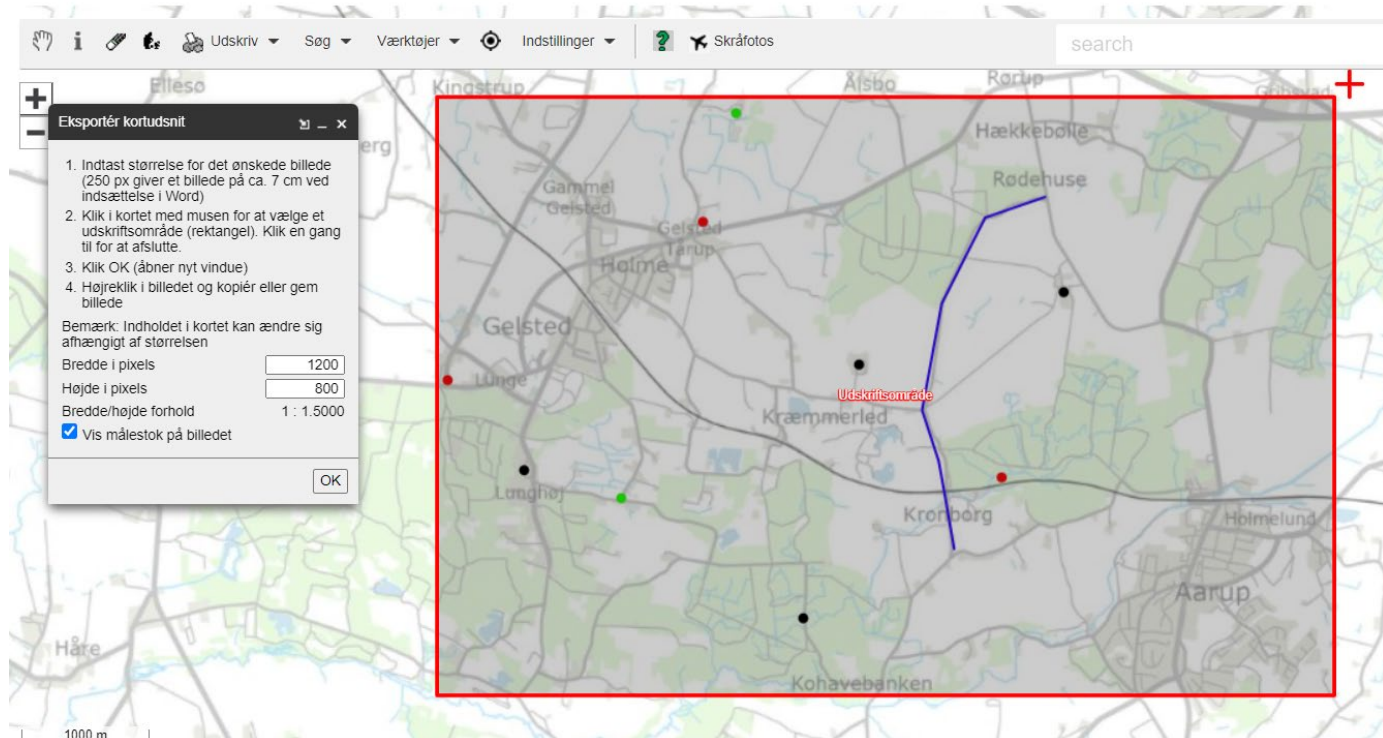 Udskriv
Søg
Værktøjer
Indstillinger
?
Skråfotos
search
Ellesø
Kingstrup
Ålsbo
Rørup
+
−
Eksportér kortudsnit
erg
1. Indtast størrelse for det ønskede billede
(250 px giver et billede på ca. 7 cm ved
indsættelse i Word)
2. Klik i kortet med musen for at vælge et
udskriftsområde (rektangel). Klik en gang
til for at afslutte.
3. Klik OK (åbner nyt vindue)
4. Højreklik i billedet og kopiér eller gem
billede
Bemærk: Indholdet i kortet kan ændre sig
afhængigt af størrelsen
Bredde i pixels 1200
Højde i pixels 800
Bredde/højde forhold 1 : 1.5000
Vis målestok på billedet
OK
Hækkebølle
Rødehuse
Gammel
Gelsted
Gelsted
Tårup
Holme
Gelsted
Lunge
Udskriftsområde
Kræmmerled
Lunghøj
Kronborg
Holmelund
Aarup
Håre
Kohavebanken
1000 m